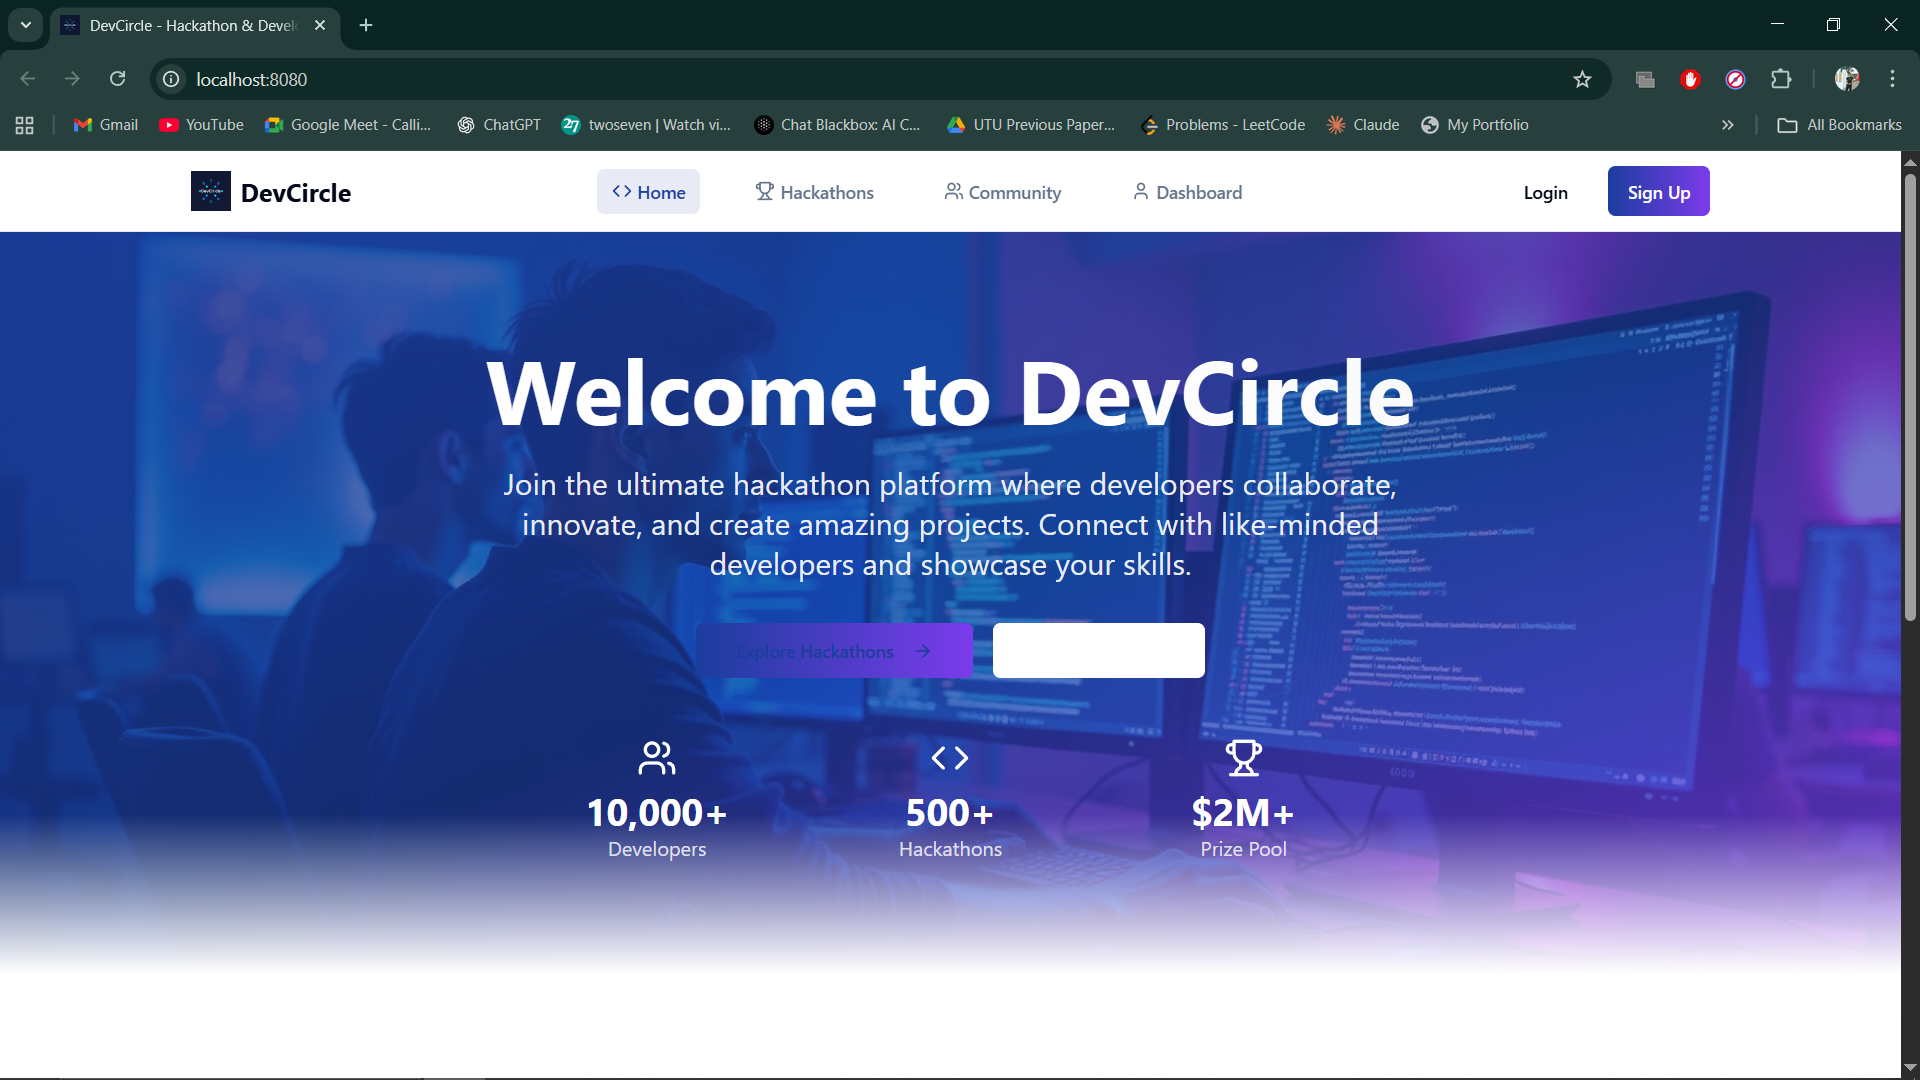 DevCircle - Hackathon & Devel
localhost:8080
Gmail
YouTube
Google Meet - Calli...
ChatGPT
twoseven | Watch vi...
Chat Blackbox: AI C...
UTU Previous Paper...
Problems - LeetCode
Claude
My Portfolio
All Bookmarks
DevCircle
Home
Hackathons
Community
Dashboard
Login
Sign Up
Welcome to DevCircle
Join the ultimate hackathon platform where developers collaborate,
innovate, and create amazing projects. Connect with like-minded
developers and showcase your skills.
Explore Hackathons
10,000+
Developers
500+
Hackathons
$2M+
Prize Pool